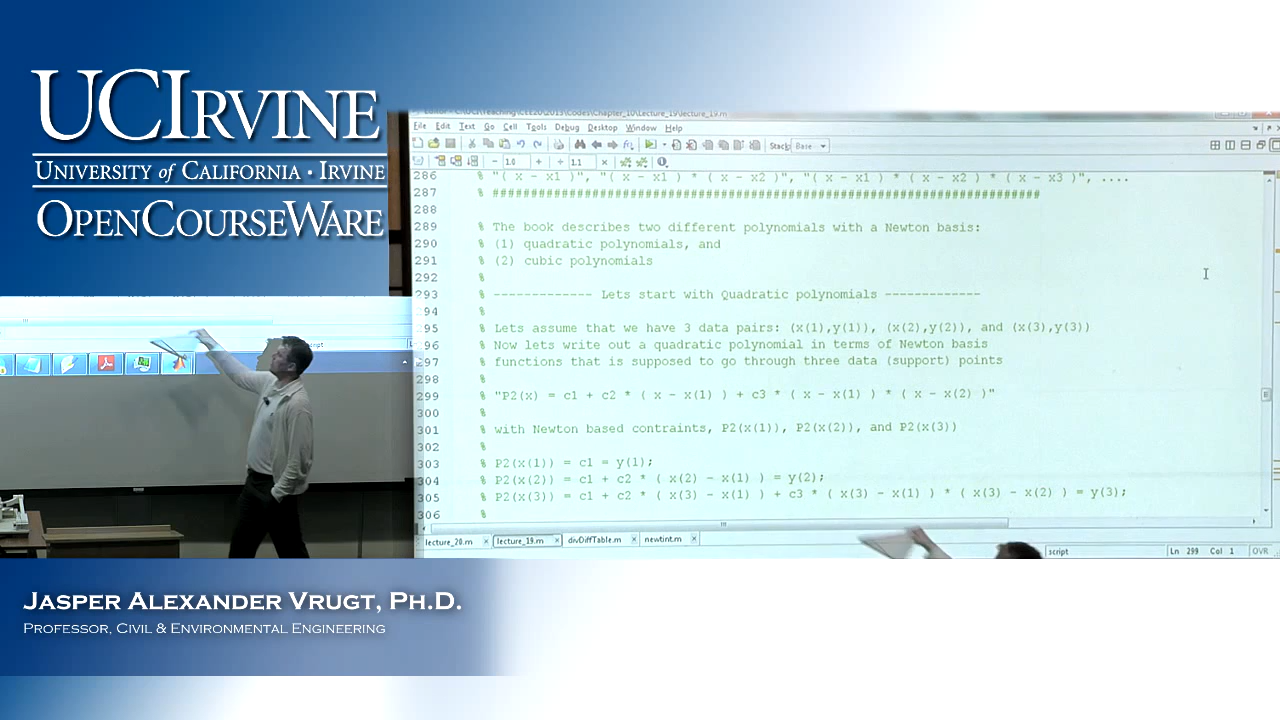 UCIRVINE
UNIVERSITY of CALIFORNIA · IRVINE
OPENCOURSEWARE
File Edit Text Go Cell Tools Debug Desktop Window Help
Stack: Base
1.0 + ÷ 1.1 ×
286 % "( x - x1 )", "( x - x1 ) * ( x - x2 )", "( x - x1 ) * ( x - x2 ) * ( x - x3 )", ....
287 % #######################################################################
288
289 % The book describes two different polynomials with a Newton basis:
290 % (1) quadratic polynomials, and
291 % (2) cubic polynomials
292 %
293 % ------------- Lets start with Quadratic polynomials -------------
294 %
295 % Lets assume that we have 3 data pairs: (x(1),y(1)), (x(2),y(2)), and (x(3),y(3))
296 % Now lets write out a quadratic polynomial in terms of Newton basis
297 % functions that is supposed to go through three data (support) points
298 %
299 % "P2(x) = c1 + c2 * ( x - x(1) ) + c3 * ( x - x(1) ) * ( x - x(2) )"
300 %
301 % with Newton based contraints, P2(x(1)), P2(x(2)), and P2(x(3))
302 %
303 % P2(x(1)) = c1 = y(1);
304 % P2(x(2)) = c1 + c2 * ( x(2) - x(1) ) = y(2);
305 % P2(x(3)) = c1 + c2 * ( x(3) - x(1) ) + c3 * ( x(3) - x(1) ) * ( x(3) - x(2) ) = y(3);
306 %
lecture_20.m × lecture_19.m × divDiffTable.m × newtint.m ×
script Ln 299 Col 1 OVR
JASPER ALEXANDER VRUGT, PH.D.
PROFESSOR, CIVIL & ENVIRONMENTAL ENGINEERING